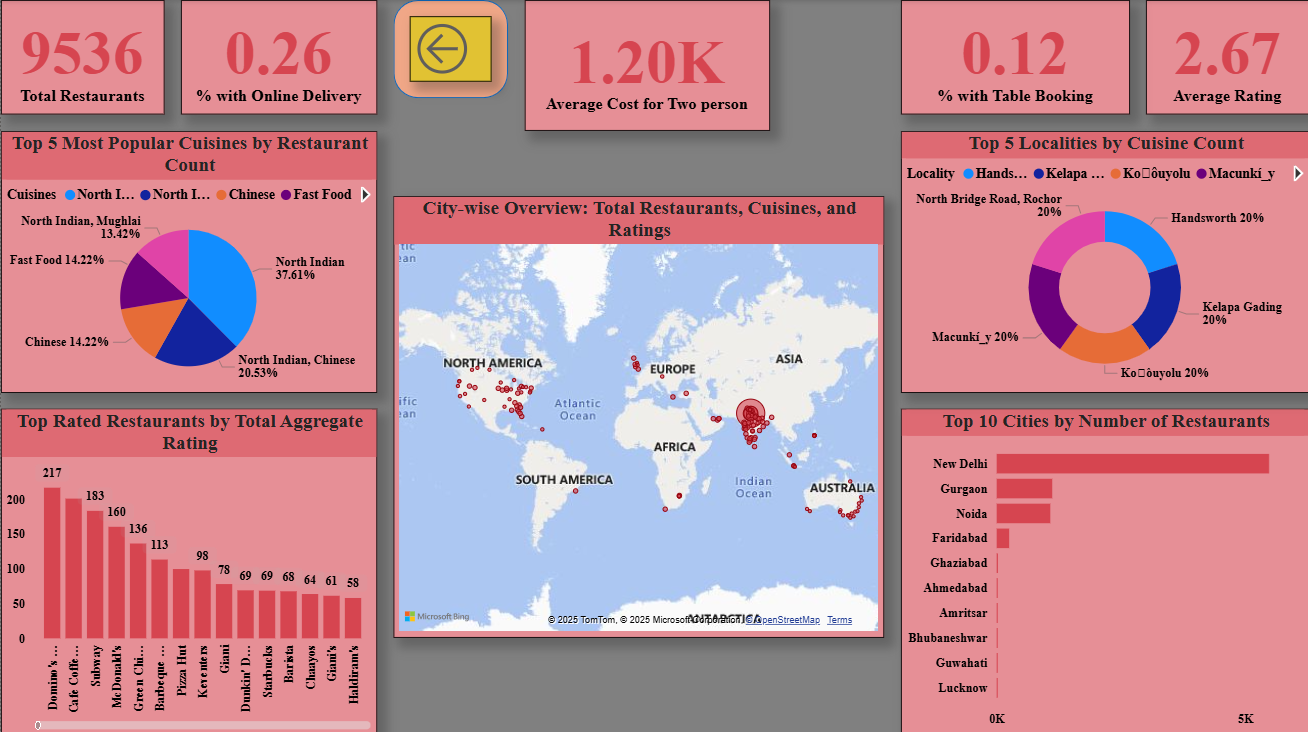 9536
Total Restaurants
0.26
% with Online Delivery
1.20K
Average Cost for Two person
0.12
% with Table Booking
2.67
Average Rating
Top 5 Most Popular Cuisines by Restaurant
Count
Cuisines North I... North I... Chinese Fast Food
North Indian, Mughlai
13.42%
Fast Food 14.22%
Chinese 14.22%
North Indian
37.61%
North Indian, Chinese
20.53%
City-wise Overview: Total Restaurants, Cuisines, and
Ratings
NORTH AMERICA
EUROPE
ASIA
Atlantic
Ocean
AFRICA
SOUTH AMERICA
Indian
Ocean
AUSTRALIA
ANTARCTICA
Microsoft Bing
© 2025 TomTom, © 2025 Microsoft Corporation, © OpenStreetMap Terms
Top 5 Localities by Cuisine Count
Locality Hands... Kelapa ... Ko□ôuyolu Macunkí_y
North Bridge Road, Rochor
20%
Handsworth 20%
Kelapa Gading
20%
Macunkí_y 20%
Ko□ôuyolu 20%
Top Rated Restaurants by Total Aggregate
Rating
217
183
160
136
113
98
78
69
69
68
64
61
58
200
150
100
50
0
Domino's ...
Cafe Coffe...
Subway
McDonald's
Green Chi...
Barbeque ...
Pizza Hut
Keventers
Giani
Dunkin' D...
Starbucks
Barista
Chaayos
Giani's
Haldiram's
Top 10 Cities by Number of Restaurants
New Delhi
Gurgaon
Noida
Faridabad
Ghaziabad
Ahmedabad
Amritsar
Bhubaneshwar
Guwahati
Lucknow
0K
5K